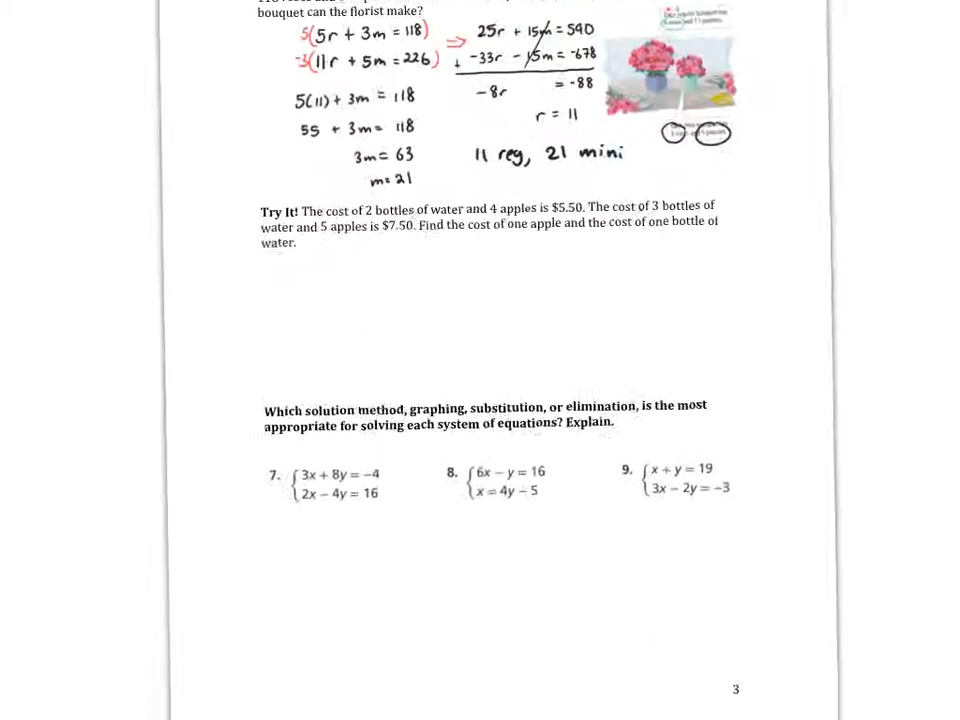 bouquet can the florist make?
5(5r + 3m = 118) ⇒ 25r + 15m = 590
-3(11r + 5m = 226) + -33r - 15m = -678
-8r = -88
5(11) + 3m = 118
r = 11
55 + 3m = 118
3m = 63
11 reg, 21 mini
m = 21
Try It! The cost of 2 bottles of water and 4 apples is $5.50. The cost of 3 bottles of
water and 5 apples is $7.50. Find the cost of one apple and the cost of one bottle of
water.
Which solution method, graphing, substitution, or elimination, is the most
appropriate for solving each system of equations? Explain.
7. 3x + 8y = -4
2x - 4y = 16
8. 6x - y = 16
x = 4y - 5
9. x + y = 19
3x - 2y = -3
3